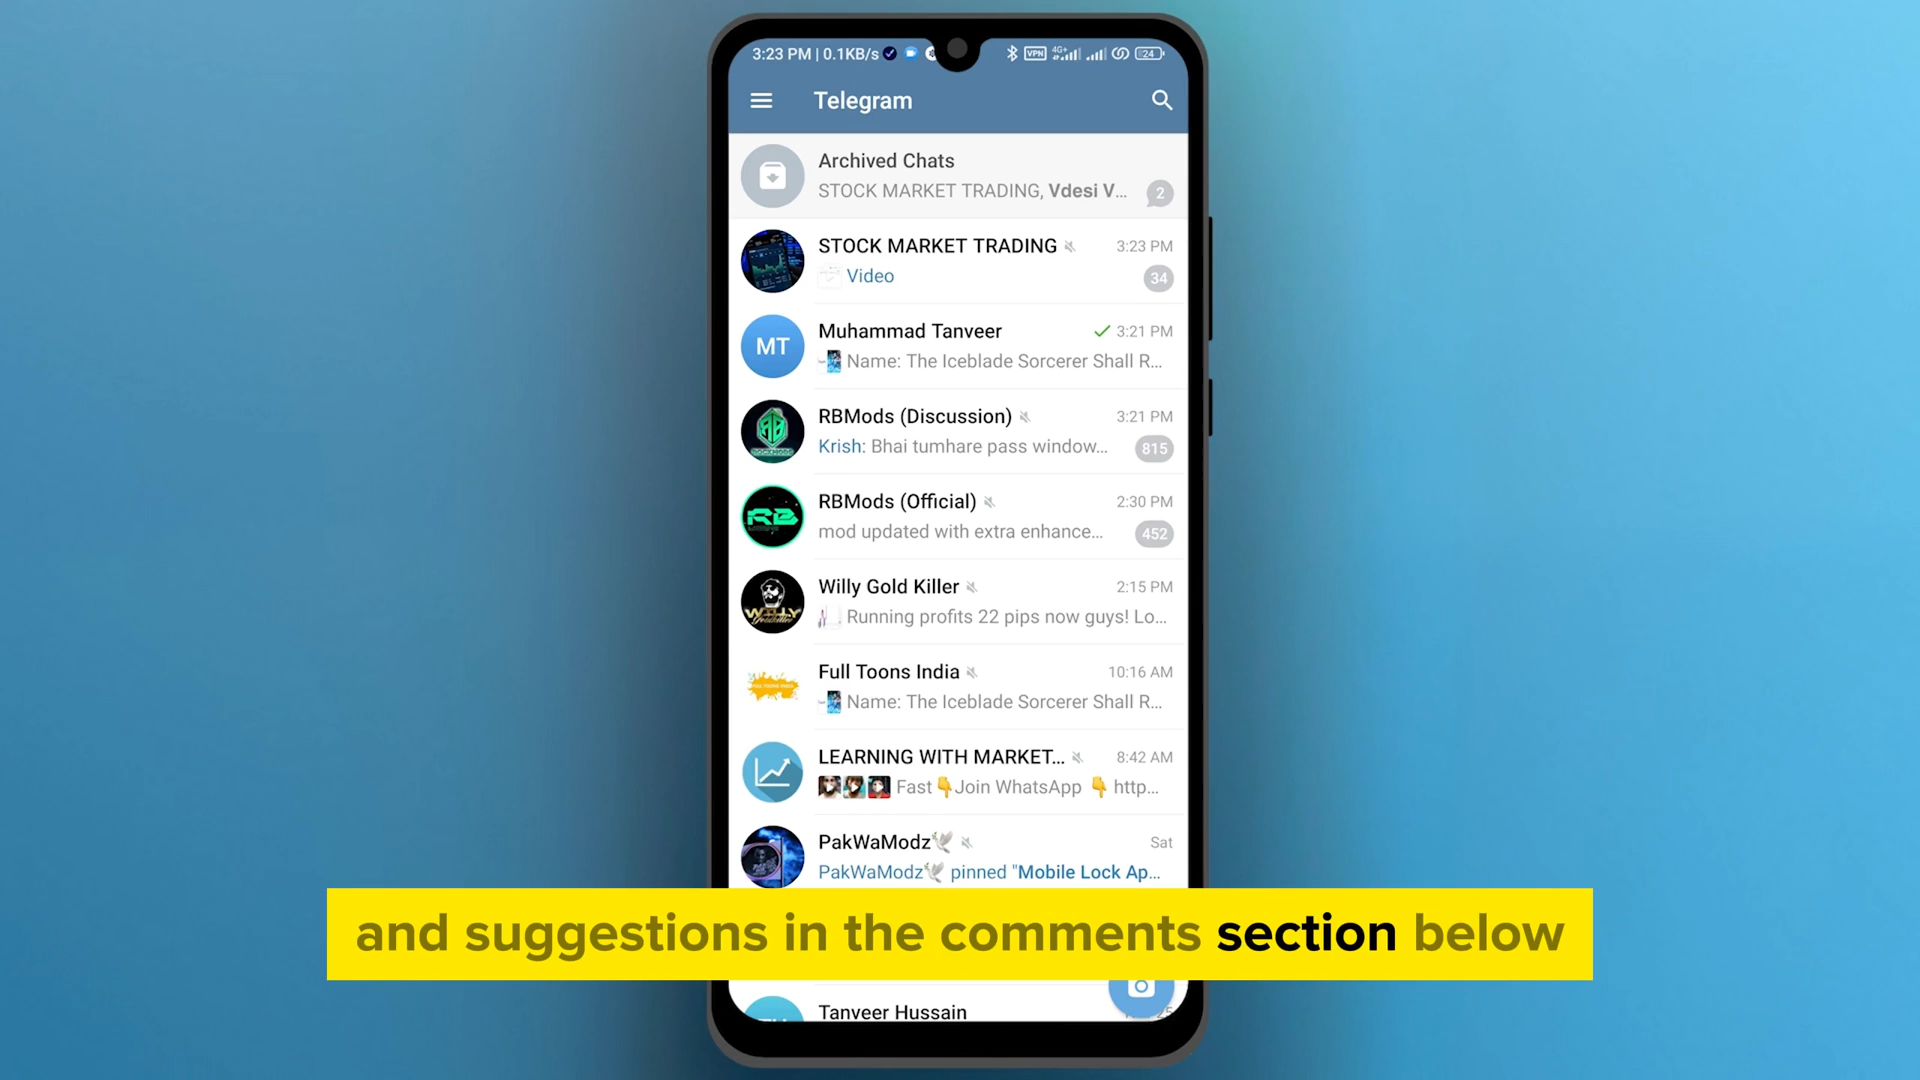 3:23 PM | 0.1KB/s
VPN 4G+ 24
Telegram
Archived Chats
STOCK MARKET TRADING, Vdesi V...
2
STOCK MARKET TRADING 3:23 PM
Video
34
MT
Muhammad Tanveer 3:21 PM
Name: The Iceblade Sorcerer Shall R...
RBMods (Discussion) 3:21 PM
Krish: Bhai tumhare pass window...
815
RB
RBMods (Official) 2:30 PM
mod updated with extra enhance...
452
WILLY
Willy Gold Killer 2:15 PM
Running profits 22 pips now guys! Lo...
Full Toons India 10:16 AM
Name: The Iceblade Sorcerer Shall R...
LEARNING WITH MARKET... 8:42 AM
Fast 👇Join WhatsApp 👇 http...
PakWaModz🕊 Sat
PakWaModz🕊 pinned "Mobile Lock Ap...
and suggestions in the comments section below
Tanveer Hussain